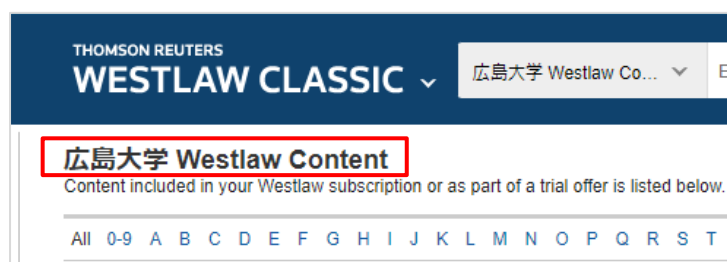 THOMSON REUTERS
WESTLAW CLASSIC
広島大学 Westlaw Co...
広島大学 Westlaw Content
Content included in your Westlaw subscription or as part of a trial offer is listed below.
All 0-9 A B C D E F G H I J K L M N O P Q R S T